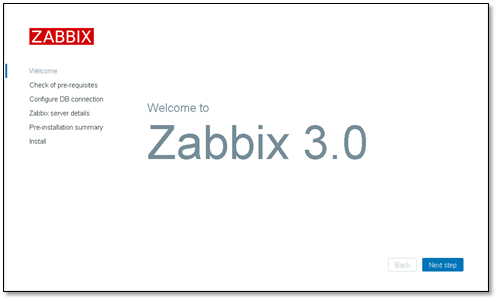 ZABBIX
Welcome
Check of pre-requisites
Configure DB connection
Zabbix server details
Pre-installation summary
Install
Welcome to
Zabbix 3.0
Back
Next step